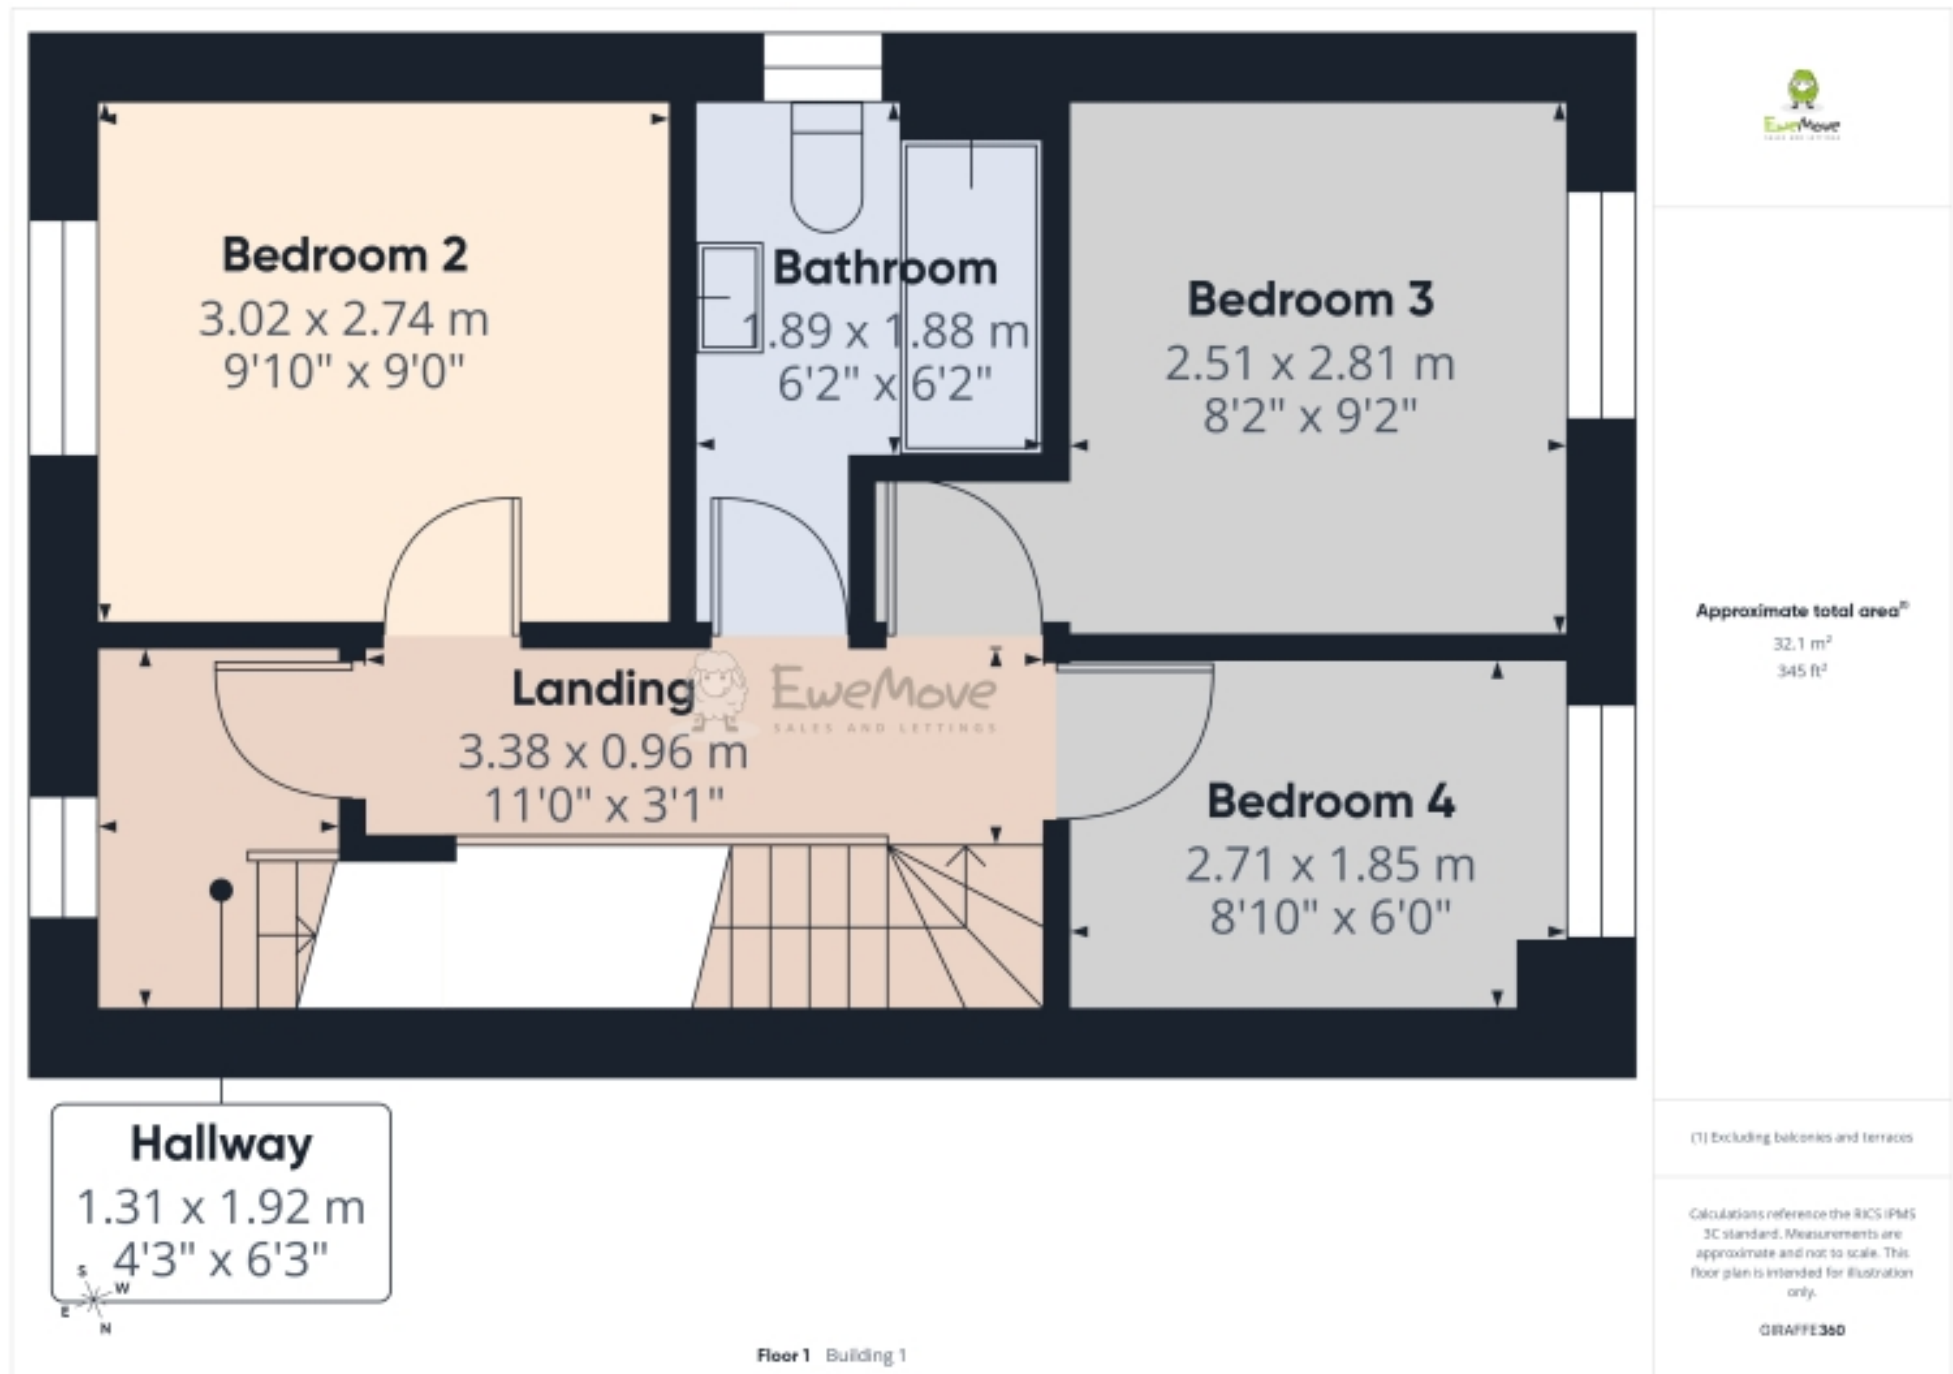 Bedroom 2
3.02 x 2.74 m
9'10" x 9'0"
Bathroom
1.89 x 1.88 m
6'2" x 6'2"
Bedroom 3
2.51 x 2.81 m
8'2" x 9'2"
Landing
3.38 x 0.96 m
11'0" x 3'1"
EweMove
SALES AND LETTINGS
Bedroom 4
2.71 x 1.85 m
8'10" x 6'0"
Hallway
1.31 x 1.92 m
4'3" x 6'3"
S
W
E
N
Floor 1 Building 1
EweMove
SALES AND LETTINGS
Approximate total area⁽¹⁾
32.1 m²
345 ft²
(1) Excluding balconies and terraces
Calculations reference the RICS IPMS
3C standard. Measurements are
approximate and not to scale. This
floor plan is intended for illustration
only.
GIRAFFE360